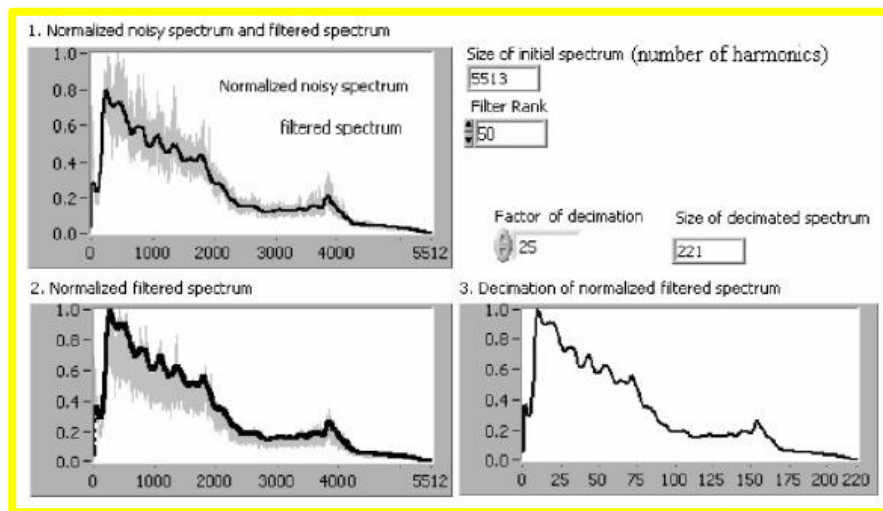 1. Normalized noisy spectrum and filtered spectrum
1.0
0.8
0.6
0.4
0.2
0.0
0 1000 2000 3000 4000 5512
Normalized noisy spectrum
filtered spectrum
Size of initial spectrum (number of harmonics)
5513
Filter Rank
50
Factor of decimation
25
Size of decimated spectrum
221
2. Normalized filtered spectrum
1.0
0.8
0.6
0.4
0.2
0.0
0 1000 2000 3000 4000 5512
3. Decimation of normalized filtered spectrum
1.0
0.8
0.6
0.4
0.2
0.0
0 25 50 75 100 125 150 175 200 220